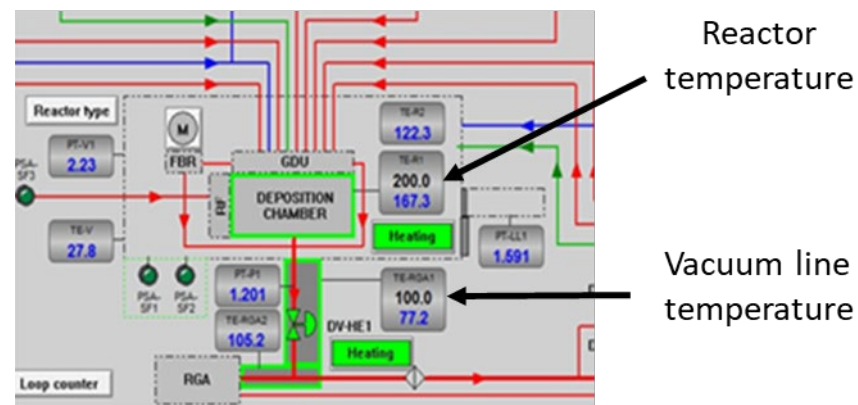 Reactor
temperature
Reactor type
M
TE-R2
122.3
PT-V1
2.23
FBR
GDU
TE-R1
200.0
167.3
PSA-
SF3
RF
DEPOSITION
CHAMBER
Heating
PT-LL1
1.591
TE-V
27.8
Vacuum line
temperature
PSA-
SF1
PSA-
SF2
PT-P1
1.201
TE-RGA1
100.0
77.2
TE-RGA2
105.2
DV-HE1
Heating
RGA
Loop counter